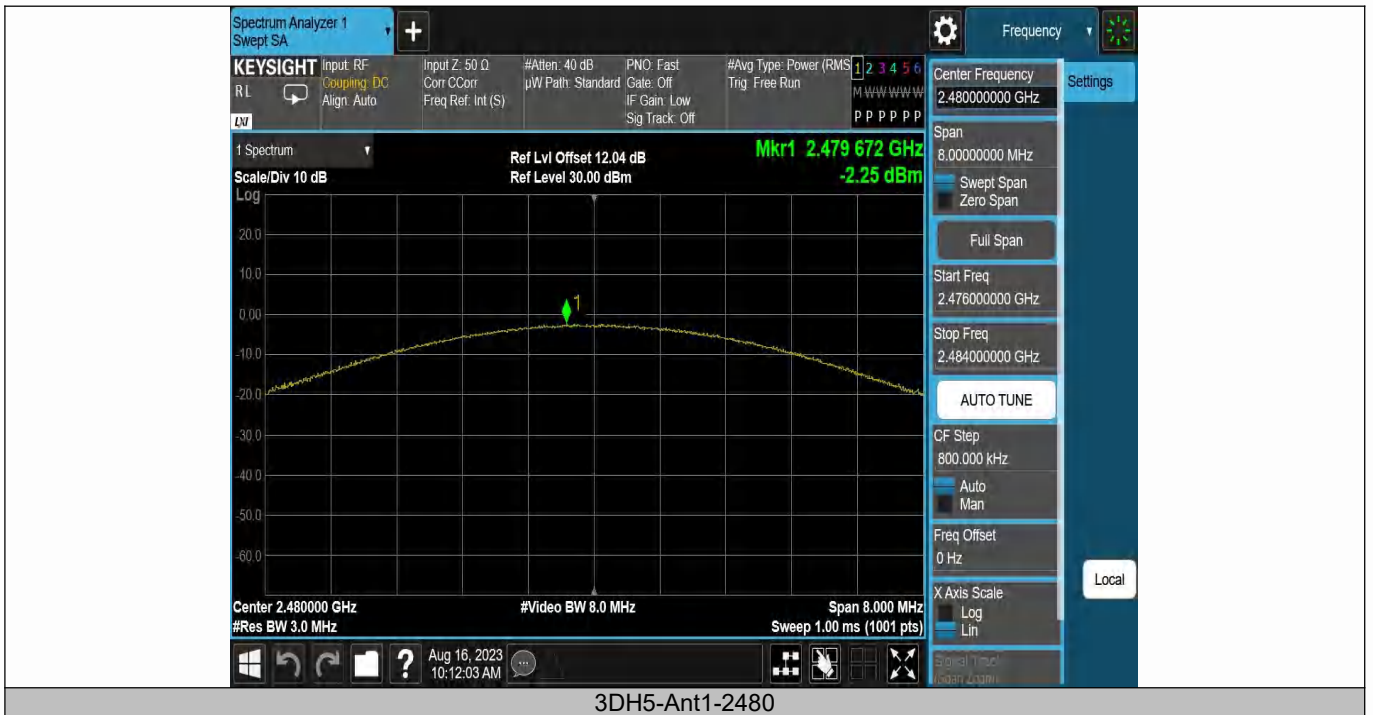 Spectrum Analyzer 1
Swept SA
+
Frequency
KEYSIGHT
RL
LXI
Input: RF
Coupling: DC
Align: Auto
Input Z: 50 Ω
Corr CCorr
Freq Ref: Int (S)
#Atten: 40 dB
µW Path: Standard
PNO: Fast
Gate: Off
IF Gain: Low
Sig Track: Off
#Avg Type: Power (RMS
Trig: Free Run
1 2 3 4 5 6
M W W W W W
P P P P P P
1 Spectrum
Scale/Div 10 dB
Ref Lvl Offset 12.04 dB
Ref Level 30.00 dBm
Mkr1 2.479 672 GHz
-2.25 dBm
Log
20.0
10.0
0.00
-10.0
-20.0
-30.0
-40.0
-50.0
-60.0
1
Center 2.480000 GHz
#Res BW 3.0 MHz
#Video BW 8.0 MHz
Span 8.000 MHz
Sweep 1.00 ms (1001 pts)
Center Frequency
2.480000000 GHz
Settings
Span
8.00000000 MHz
Swept Span
Zero Span
Full Span
Start Freq
2.476000000 GHz
Stop Freq
2.484000000 GHz
AUTO TUNE
CF Step
800.000 kHz
Auto
Man
Freq Offset
0 Hz
X Axis Scale
Log
Lin
Signal Track
(Span Zoom)
Local
?
Aug 16, 2023
10:12:03 AM
3DH5-Ant1-2480